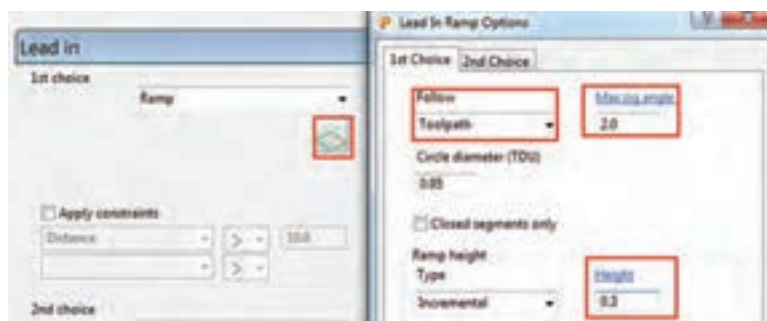 Lead in
1st choice
Ramp
Apply constraints
Distance
>
10.0
>
2nd choice
Lead In Ramp Options
1st Choice
2nd Choice
Follow
Max zig angle
Toolpath
2.0
Circle diameter (TDU)
0.95
Closed segments only
Ramp height
Type
Height
Incremental
0.3